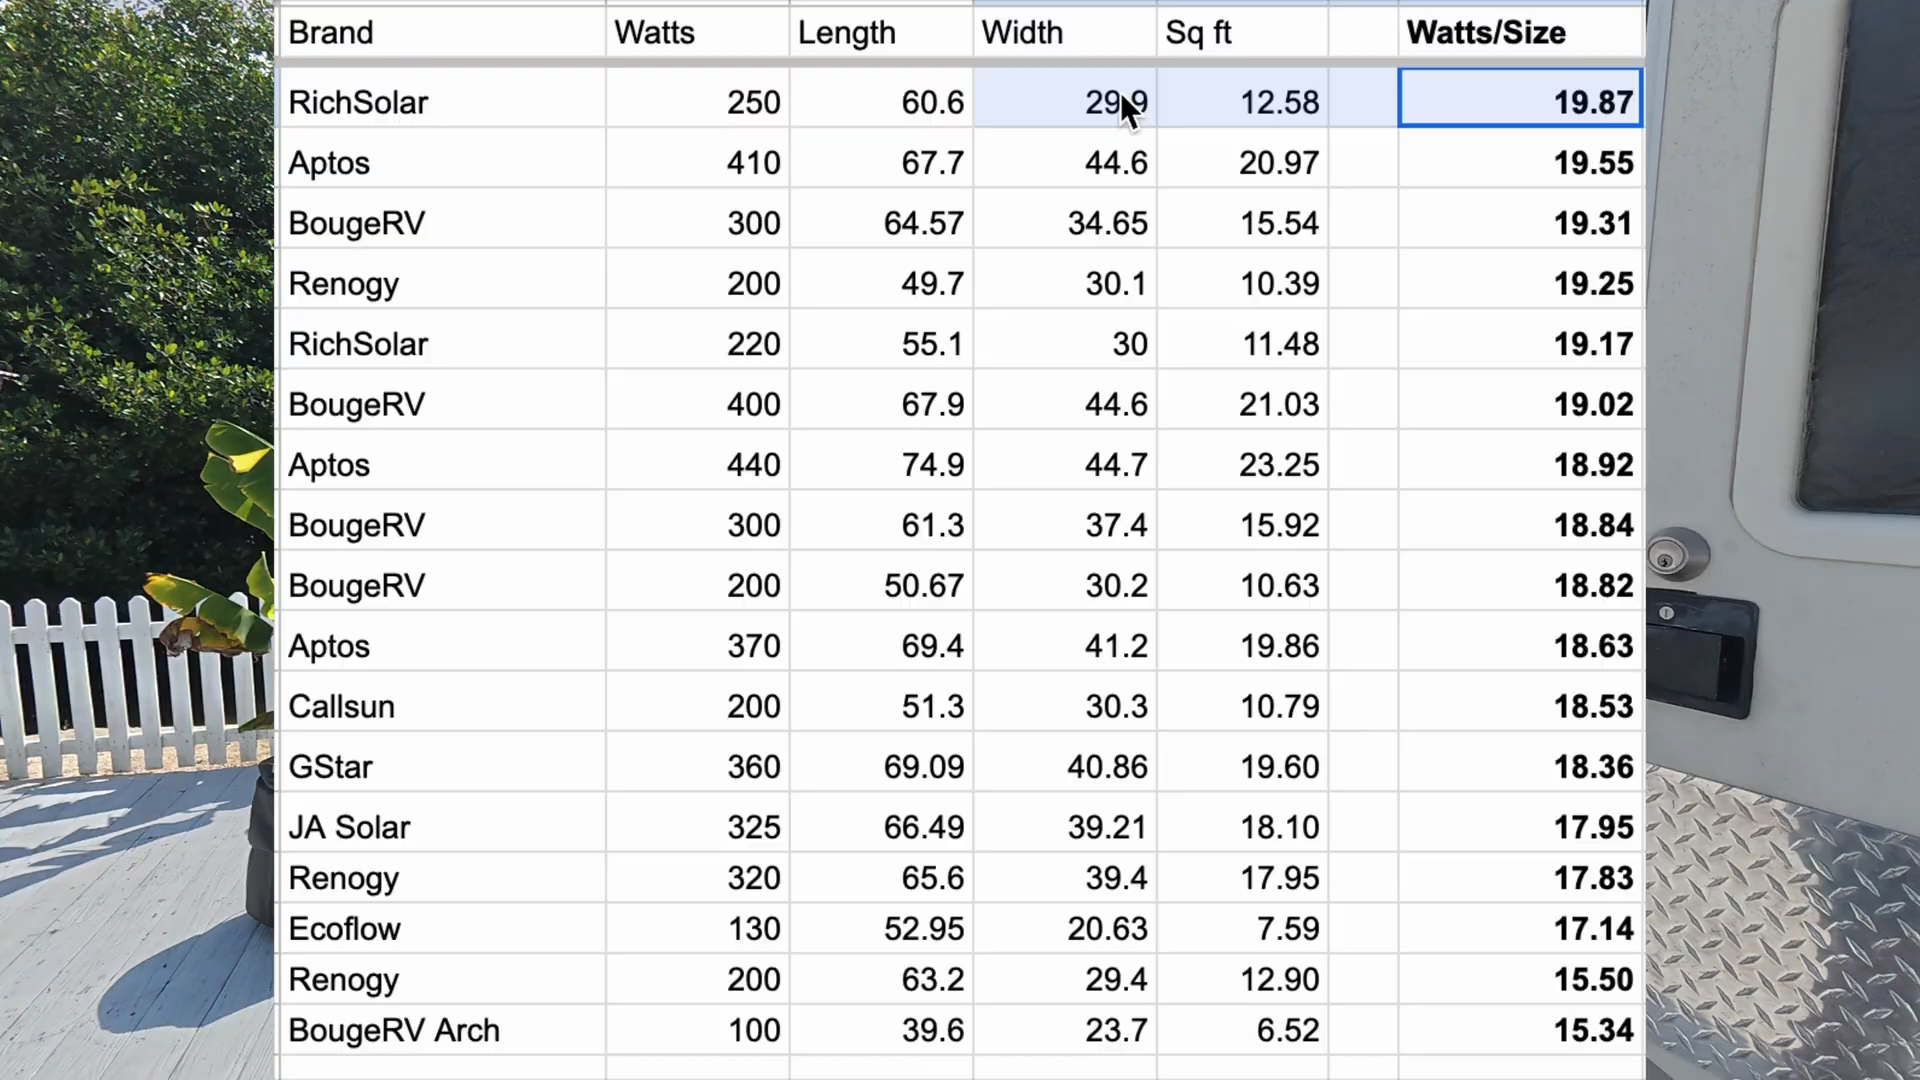 Brand Watts Length Width Sq ft Watts/Size
RichSolar 250 60.6 29.9 12.58 19.87
Aptos 410 67.7 44.6 20.97 19.55
BougeRV 300 64.57 34.65 15.54 19.31
Renogy 200 49.7 30.1 10.39 19.25
RichSolar 220 55.1 30 11.48 19.17
BougeRV 400 67.9 44.6 21.03 19.02
Aptos 440 74.9 44.7 23.25 18.92
BougeRV 300 61.3 37.4 15.92 18.84
BougeRV 200 50.67 30.2 10.63 18.82
Aptos 370 69.4 41.2 19.86 18.63
Callsun 200 51.3 30.3 10.79 18.53
GStar 360 69.09 40.86 19.60 18.36
JA Solar 325 66.49 39.21 18.10 17.95
Renogy 320 65.6 39.4 17.95 17.83
Ecoflow 130 52.95 20.63 7.59 17.14
Renogy 200 63.2 29.4 12.90 15.50
BougeRV Arch 100 39.6 23.7 6.52 15.34